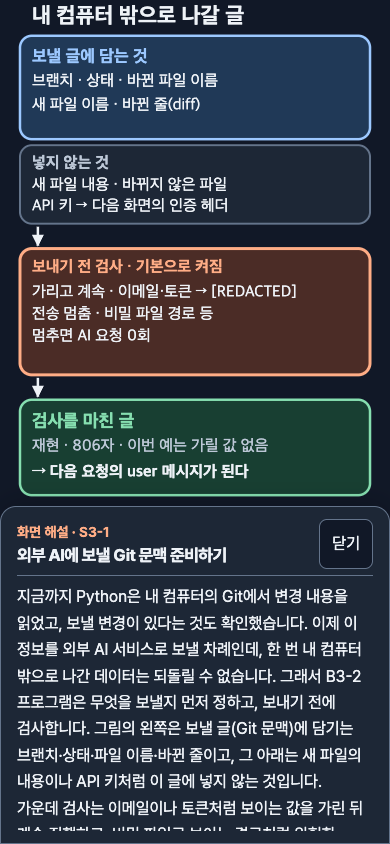 내 컴퓨터 밖으로 나갈 글
보낼 글에 담는 것
브랜치 · 상태 · 바뀐 파일 이름
새 파일 이름 · 바뀐 줄(diff)
넣지 않는 것
새 파일 내용 · 바뀌지 않은 파일
API 키 → 다음 화면의 인증 헤더
보내기 전 검사 · 기본으로 켜짐
가리고 계속 · 이메일·토큰 → [REDACTED]
전송 멈춤 · 비밀 파일 경로 등
멈추면 AI 요청 0회
검사를 마친 글
재현 · 806자 · 이번 예는 가릴 값 없음
→ 다음 요청의 user 메시지가 된다
화면 해설 · S3-1
외부 AI에 보낼 Git 문맥 준비하기
닫기
지금까지 Python은 내 컴퓨터의 Git에서 변경 내용을
읽었고, 보낼 변경이 있다는 것도 확인했습니다. 이제 이
정보를 외부 AI 서비스로 보낼 차례인데, 한 번 내 컴퓨터
밖으로 나간 데이터는 되돌릴 수 없습니다. 그래서 B3-2
프로그램은 무엇을 보낼지 먼저 정하고, 보내기 전에
검사합니다. 그림의 왼쪽은 보낼 글(Git 문맥)에 담기는
브랜치·상태·파일 이름·바뀐 줄이고, 그 아래는 새 파일의
내용이나 API 키처럼 이 글에 넣지 않는 것입니다.
가운데 검사는 이메일이나 토큰처럼 보이는 값을 가린 뒤